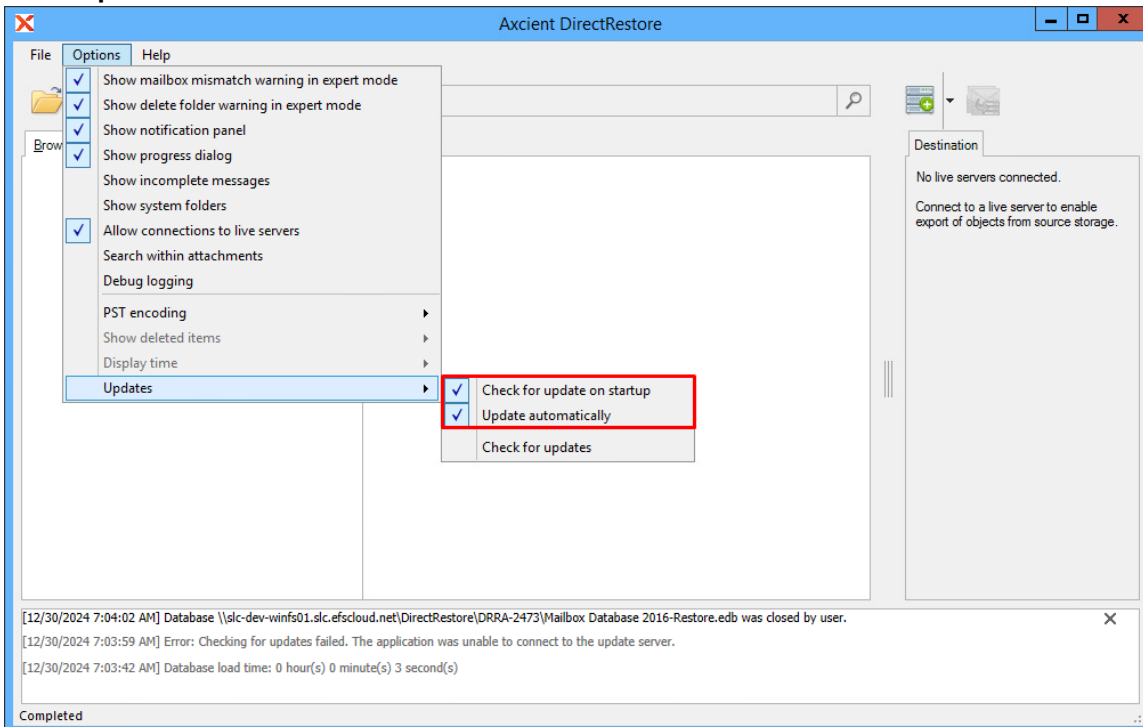 Axcient DirectRestore
File Options Help
Show mailbox mismatch warning in expert mode
Show delete folder warning in expert mode
Show notification panel
Show progress dialog
Show incomplete messages
Show system folders
Allow connections to live servers
Search within attachments
Debug logging
PST encoding
Show deleted items
Display time
Updates
Check for update on startup
Update automatically
Check for updates
Brow
Destination
No live servers connected.
Connect to a live server to enable
export of objects from source storage.
[12/30/2024 7:04:02 AM] Database \\slc-dev-winfs01.slc.efscloud.net\DirectRestore\DRRA-2473\Mailbox Database 2016-Restore.edb was closed by user.
[12/30/2024 7:03:59 AM] Error: Checking for updates failed. The application was unable to connect to the update server.
[12/30/2024 7:03:42 AM] Database load time: 0 hour(s) 0 minute(s) 3 second(s)
Completed